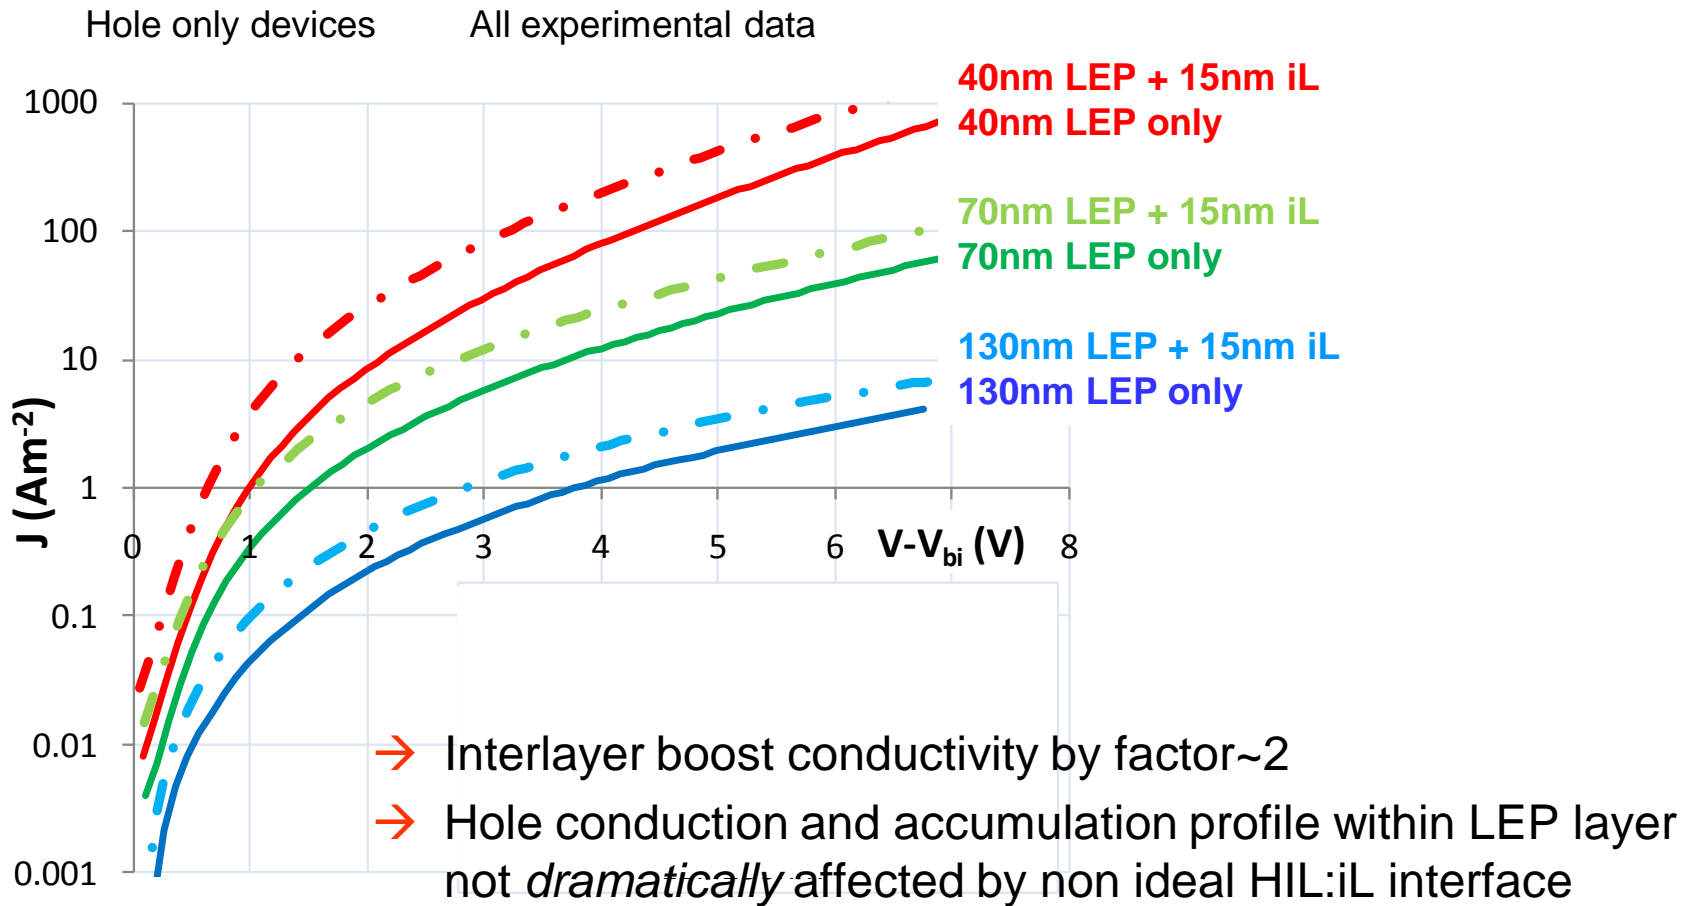 Hole only devices All experimental data
40nm LEP + 15nm iL
40nm LEP only
70nm LEP + 15nm iL
70nm LEP only
130nm LEP + 15nm iL
130nm LEP only
1000
100
10
1
0.1
0.01
0.001
J (Am-2)
0 1 2 3 4 5 6 V-Vbi (V) 8
→ Interlayer boost conductivity by factor~2
→ Hole conduction and accumulation profile within LEP layer
not dramatically affected by non ideal HIL:iL interface